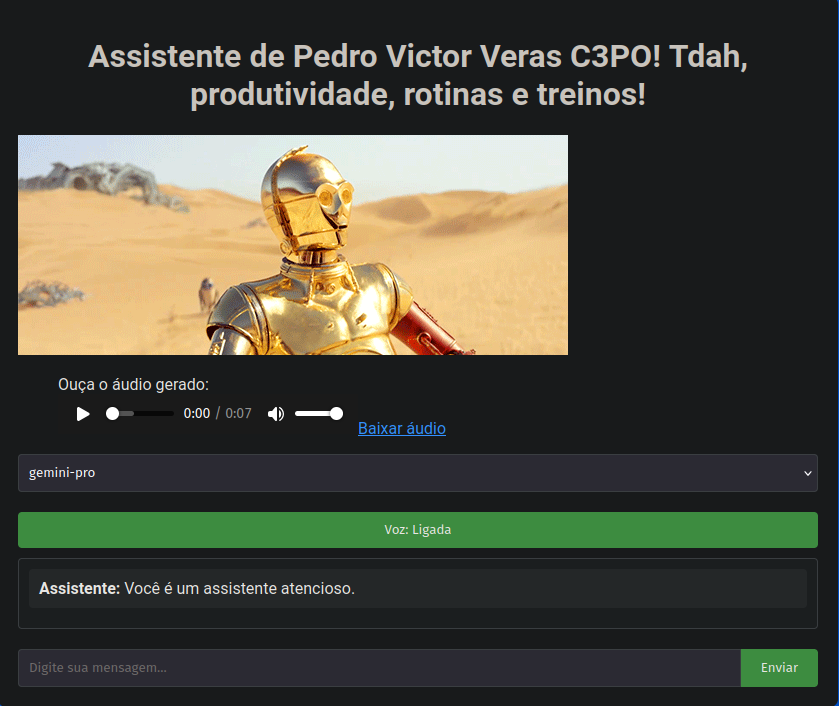 Assistente de Pedro Victor Veras C3PO! Tdah,
produtividade, rotinas e treinos!
Ouça o áudio gerado:
0:00 / 0:07
Baixar áudio
gemini-pro
Voz: Ligada
Assistente: Você é um assistente atencioso.
Digite sua mensagem...
Enviar